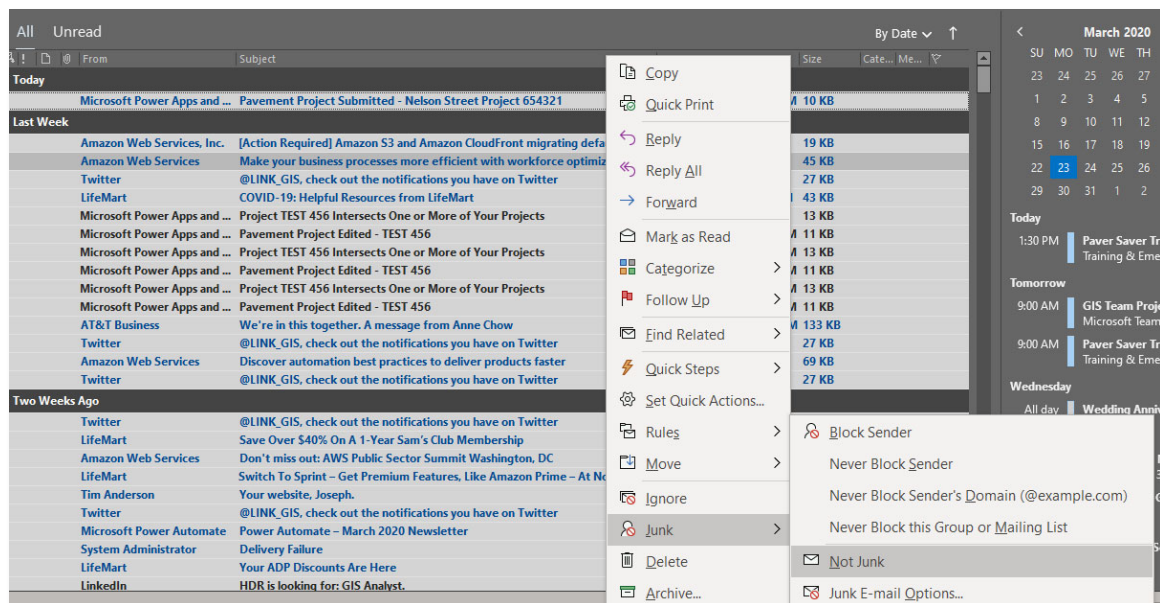 All Unread By Date
! From Subject Size Cate... Me...
Today
Microsoft Power Apps and ... Pavement Project Submitted - Nelson Street Project 654321 10 KB
Last Week
Amazon Web Services, Inc. [Action Required] Amazon S3 and Amazon CloudFront migrating defa 19 KB
Amazon Web Services Make your business processes more efficient with workforce optimiz 45 KB
Twitter @LINK_GIS, check out the notifications you have on Twitter 27 KB
LifeMart COVID-19: Helpful Resources from LifeMart 43 KB
Microsoft Power Apps and ... Project TEST 456 Intersects One or More of Your Projects 13 KB
Microsoft Power Apps and ... Pavement Project Edited - TEST 456 M 11 KB
Microsoft Power Apps and ... Project TEST 456 Intersects One or More of Your Projects M 13 KB
Microsoft Power Apps and ... Pavement Project Edited - TEST 456 M 11 KB
Microsoft Power Apps and ... Project TEST 456 Intersects One or More of Your Projects M 13 KB
Microsoft Power Apps and ... Pavement Project Edited - TEST 456 M 11 KB
AT&T Business We're in this together. A message from Anne Chow M 133 KB
Twitter @LINK_GIS, check out the notifications you have on Twitter 27 KB
Amazon Web Services Discover automation best practices to deliver products faster 69 KB
Twitter @LINK_GIS, check out the notifications you have on Twitter 27 KB
Two Weeks Ago
Twitter @LINK_GIS, check out the notifications you have on Twitter
LifeMart Save Over $40% On A 1-Year Sam's Club Membership
Amazon Web Services Don't miss out: AWS Public Sector Summit Washington, DC
LifeMart Switch To Sprint – Get Premium Features, Like Amazon Prime – At No
Tim Anderson Your website, Joseph.
Twitter @LINK_GIS, check out the notifications you have on Twitter
Microsoft Power Automate Power Automate – March 2020 Newsletter
System Administrator Delivery Failure
LifeMart Your ADP Discounts Are Here
LinkedIn HDR is looking for: GIS Analyst.
Copy
Quick Print
Reply
Reply All
Forward
Mark as Read
Categorize
Follow Up
Find Related
Quick Steps
Set Quick Actions...
Rules
Move
Ignore
Junk
Delete
Archive...
Block Sender
Never Block Sender
Never Block Sender's Domain (@example.com)
Never Block this Group or Mailing List
Not Junk
Junk E-mail Options...
March 2020
SU MO TU WE TH
23 24 25 26 27
1 2 3 4 5
8 9 10 11 12
15 16 17 18 19
22 23 24 25 26
29 30 31 1 2
Today
1:30 PM Paver Saver Tr
Training & Eme
Tomorrow
9:00 AM GIS Team Proje
Microsoft Team
9:00 AM Paver Saver Tr
Training & Eme
Wednesday
All day Wedding Anniv